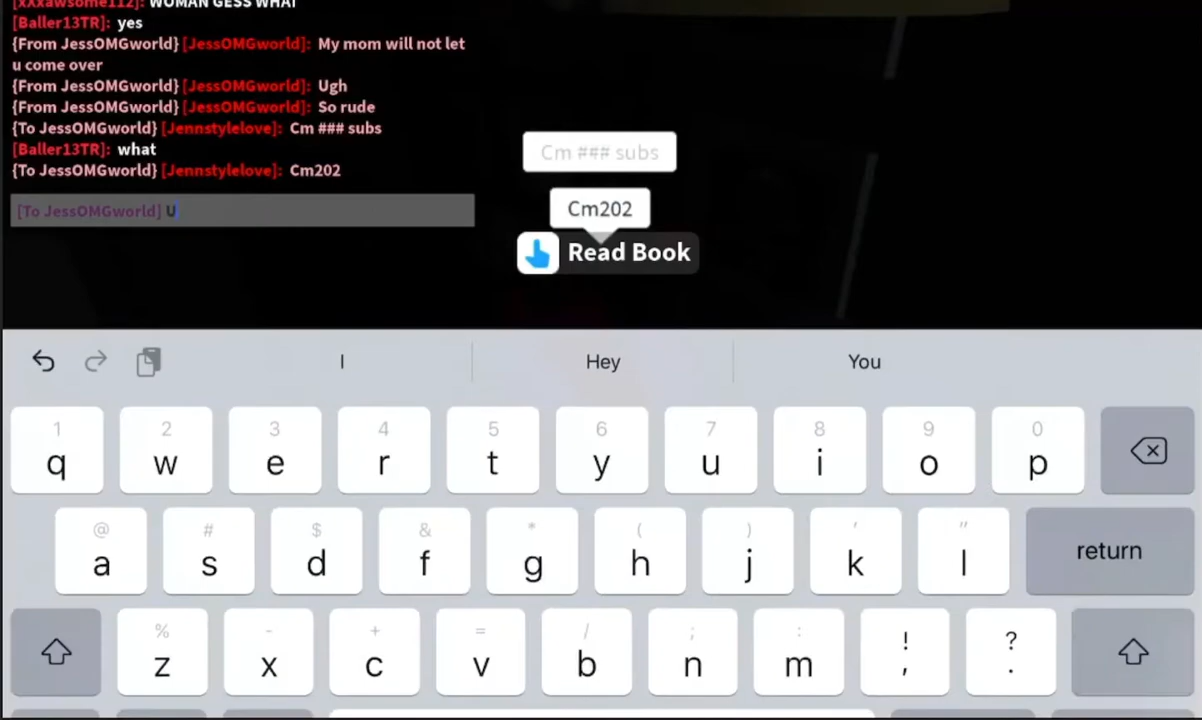 [xXxawsome112]: WOMAN GESS WHAT
[Baller13TR]: yes
{From JessOMGworld} [JessOMGworld]: My mom will not let
u come over
{From JessOMGworld} [JessOMGworld]: Ugh
{From JessOMGworld} [JessOMGworld]: So rude
{To JessOMGworld} [Jennstylelove]: Cm ### subs
[Baller13TR]: what
{To JessOMGworld} [Jennstylelove]: Cm202
[To JessOMGworld] U
Cm ### subs
Cm202
Read Book
I Hey You
1 2 3 4 5 6 7 8 9 0
q w e r t y u i o p
@ # $ & * ( ) ' "
a s d f g h j k l return
% - + = / ; : ! ?
z x c v b n m , .